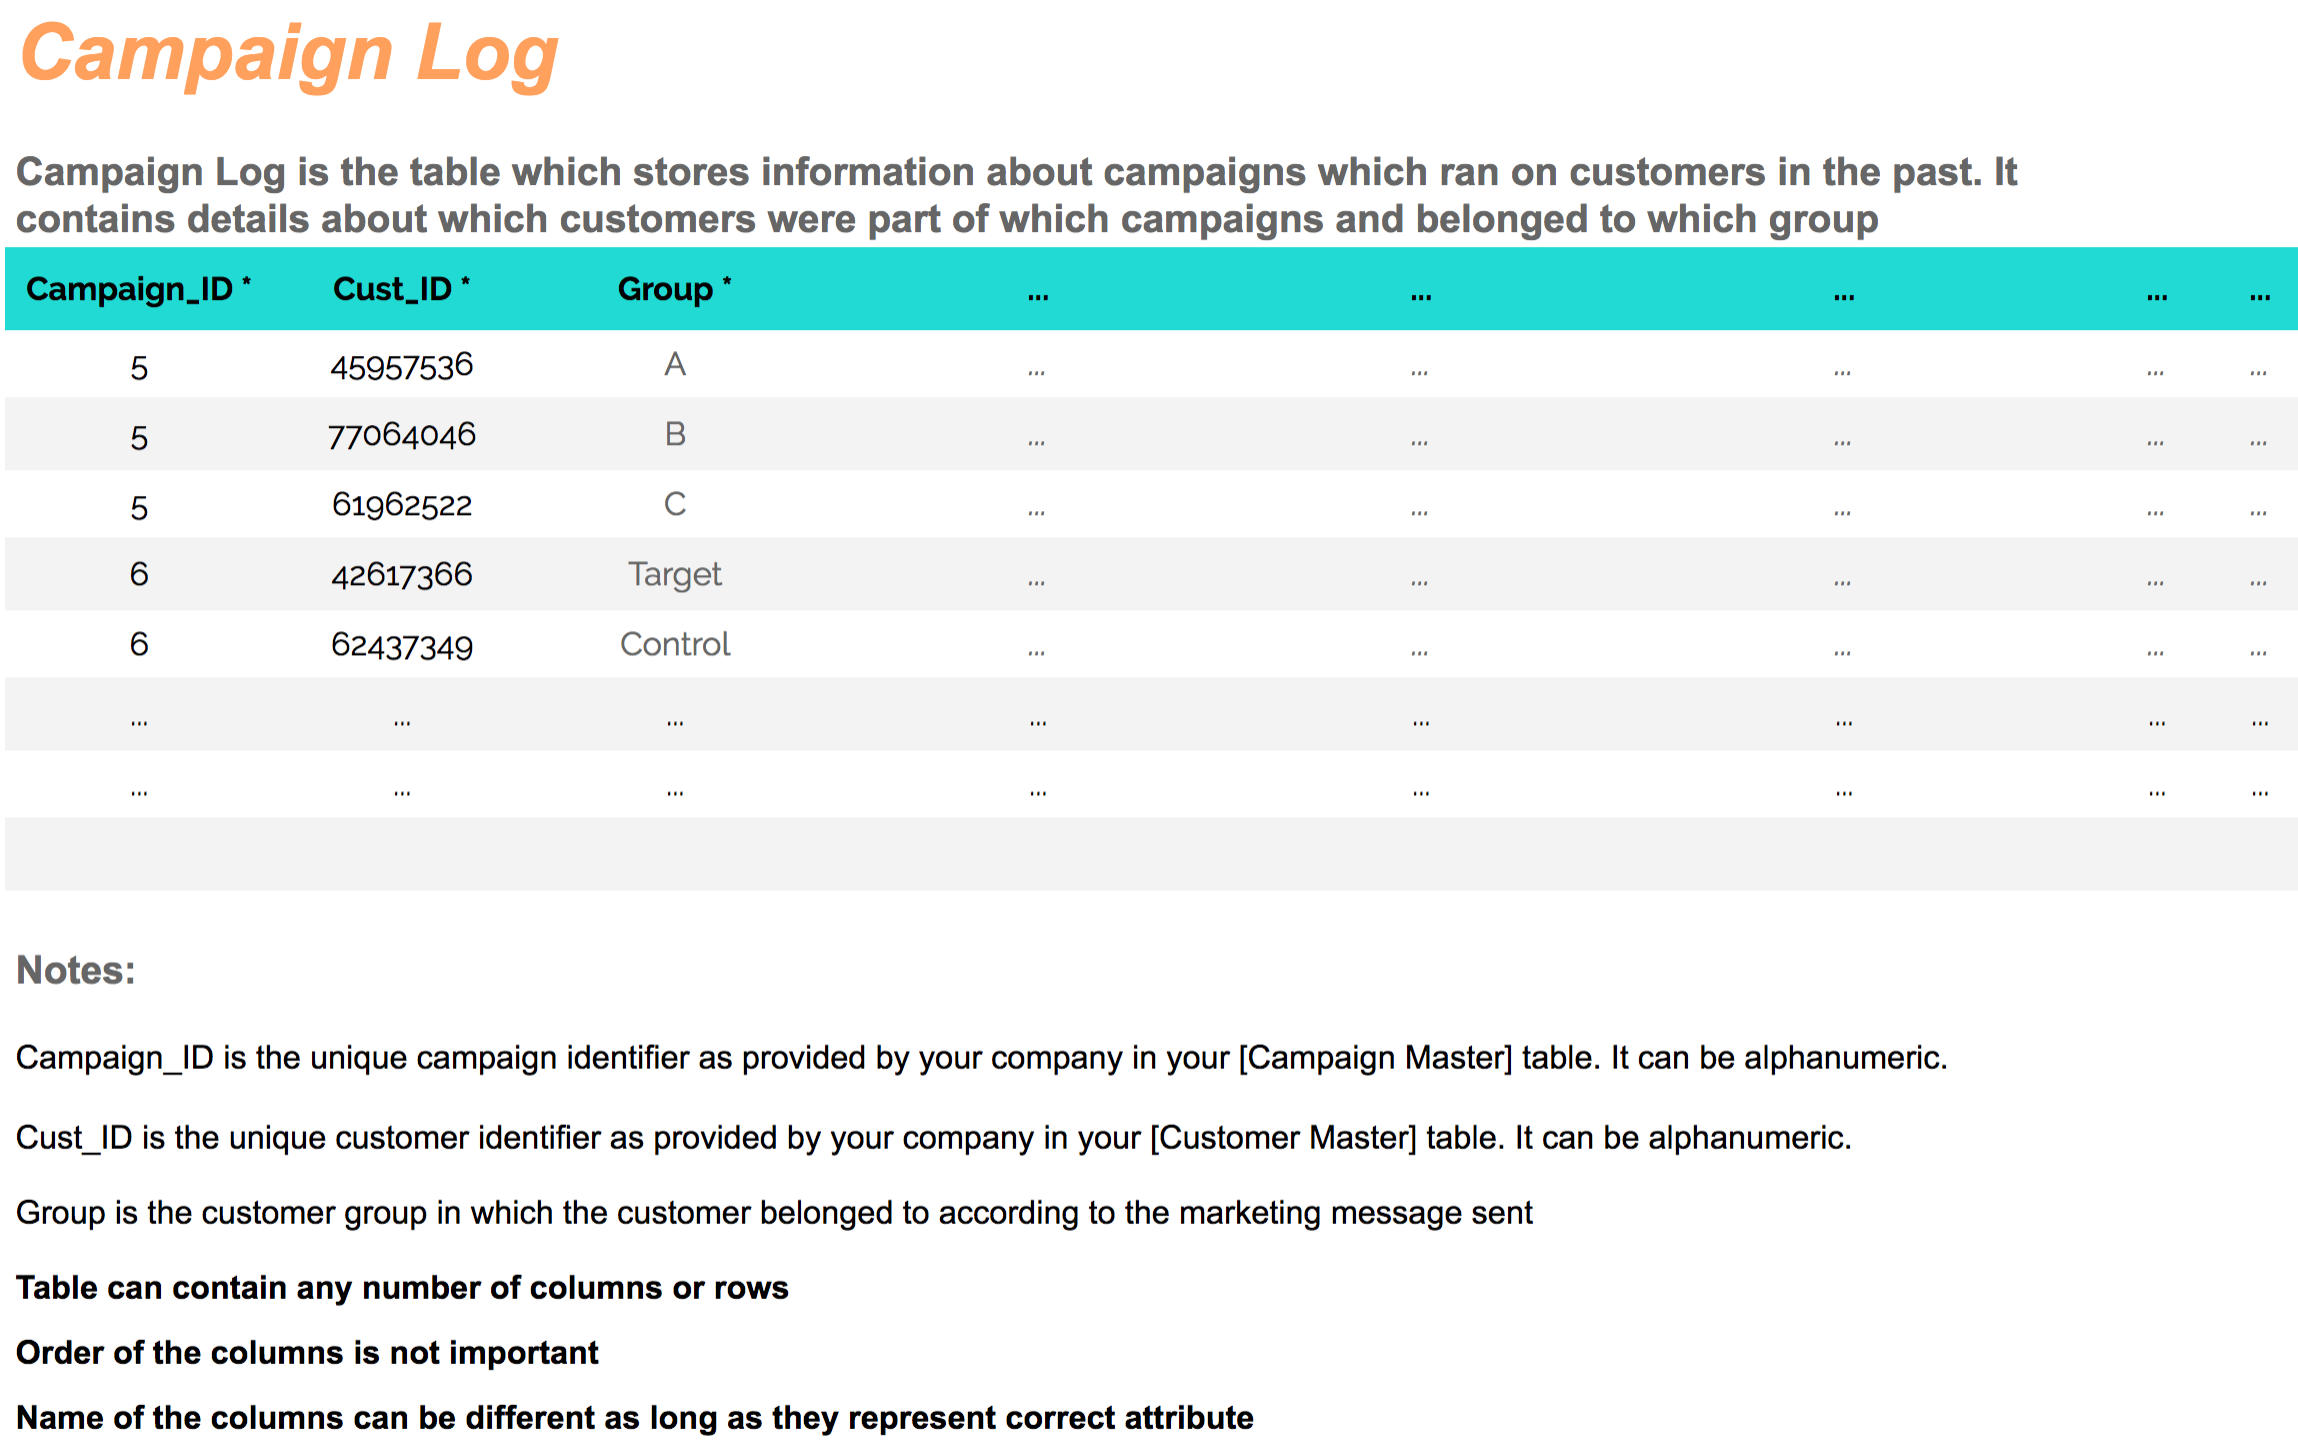 Campaign Log
Campaign Log is the table which stores information about campaigns which ran on customers in the past. It
contains details about which customers were part of which campaigns and belonged to which group
Campaign_ID * Cust_ID * Group * ... ... ... ... ...
5 45957536 A ... ... ... ... ...
5 77064046 B ... ... ... ... ...
5 61962522 C ... ... ... ... ...
6 42617366 Target ... ... ... ... ...
6 62437349 Control ... ... ... ... ...
... ... ... ... ... ... ... ...
... ... ... ... ... ... ... ...
Notes:
Campaign_ID is the unique campaign identifier as provided by your company in your [Campaign Master] table. It can be alphanumeric.
Cust_ID is the unique customer identifier as provided by your company in your [Customer Master] table. It can be alphanumeric.
Group is the customer group in which the customer belonged to according to the marketing message sent
Table can contain any number of columns or rows
Order of the columns is not important
Name of the columns can be different as long as they represent correct attribute